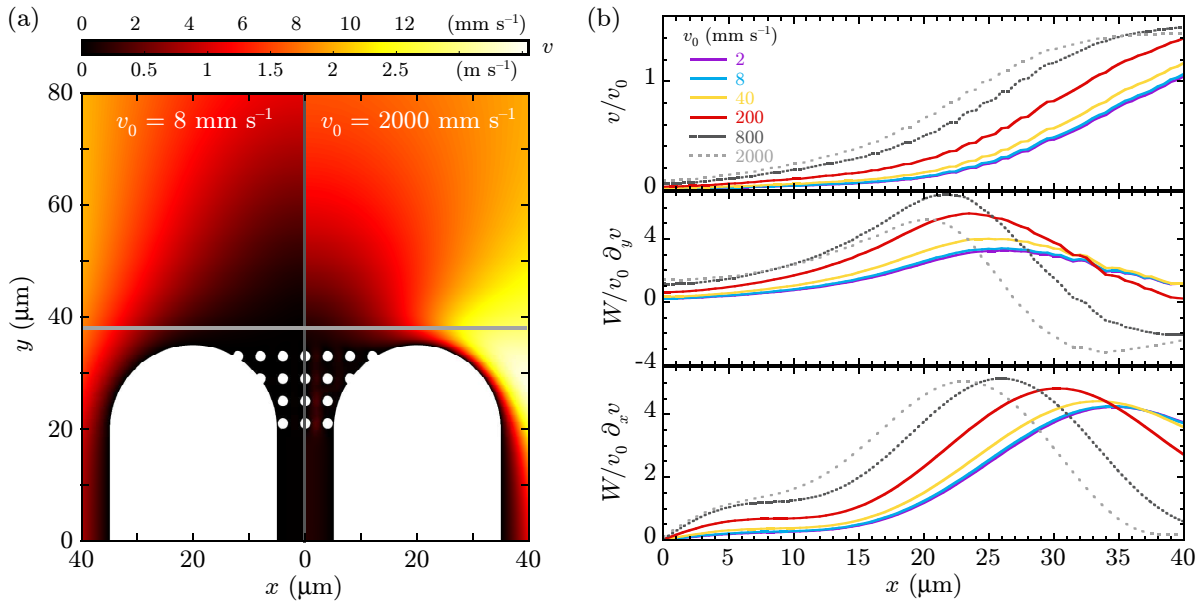 (a)
0 2 4 6 8 10 12 (mm s⁻¹)
v
0 0.5 1 1.5 2 2.5 (m s⁻¹)
v₀ = 8 mm s⁻¹
v₀ = 2000 mm s⁻¹
80
60
40
20
0
y (μm)
40 20 0 20 40
x (μm)
(b)
v₀ (mm s⁻¹)
2
8
40
200
800
2000
1
0
v/v₀
4
0
-4
W/v₀ ∂ᵧv
4
2
0
W/v₀ ∂ₓv
0 5 10 15 20 25 30 35 40
x (μm)